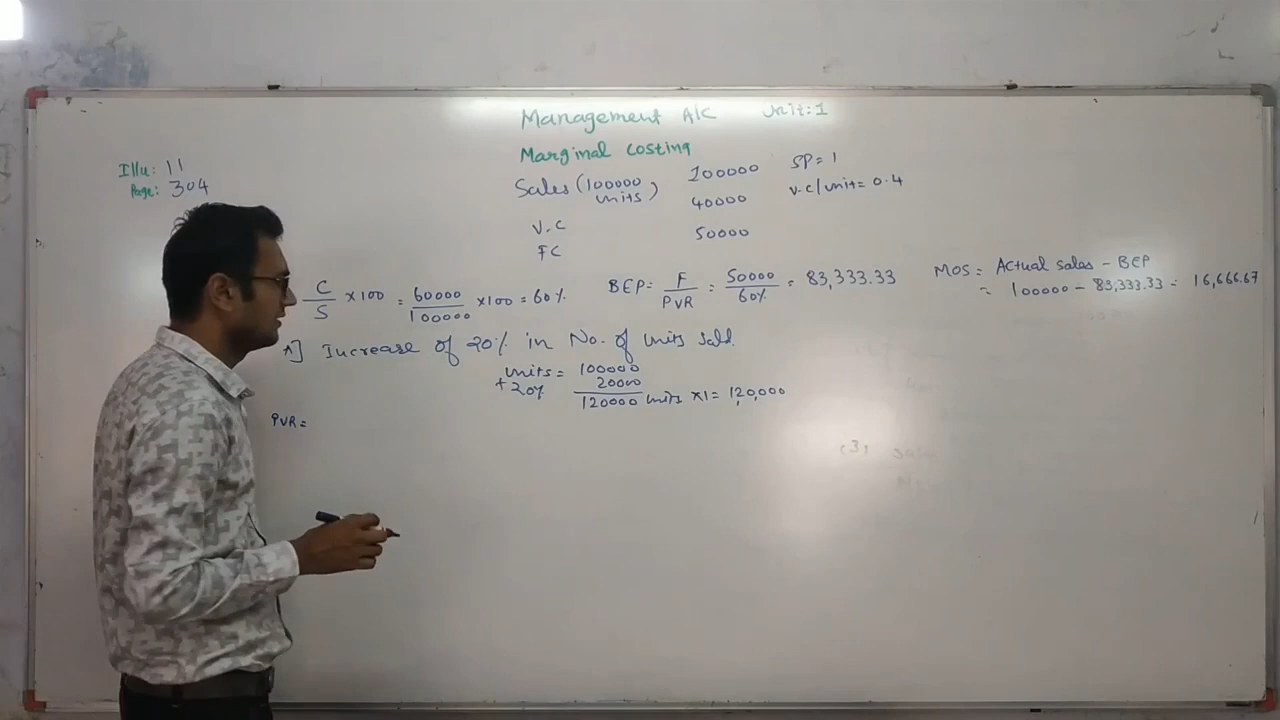 Management A/C Unit:1
Illu: 11
Page: 304
Marginal Costing
Sales (100000 units) 100000 SP = 1
V.C 40000 V.C/unit = 0.4
FC 50000
C/S ×100 = 60000/100000 ×100 = 60%
BEP = F/PVR = 50000/60% = 83,333.33
MOS = Actual Sales - BEP
= 100000 - 83,333.33 = 16,666.67
A] Increase of 20% in No. of units sold.
units = 100000
+20% 20000
120000 units ×1 = 120,000
PVR =
(3)